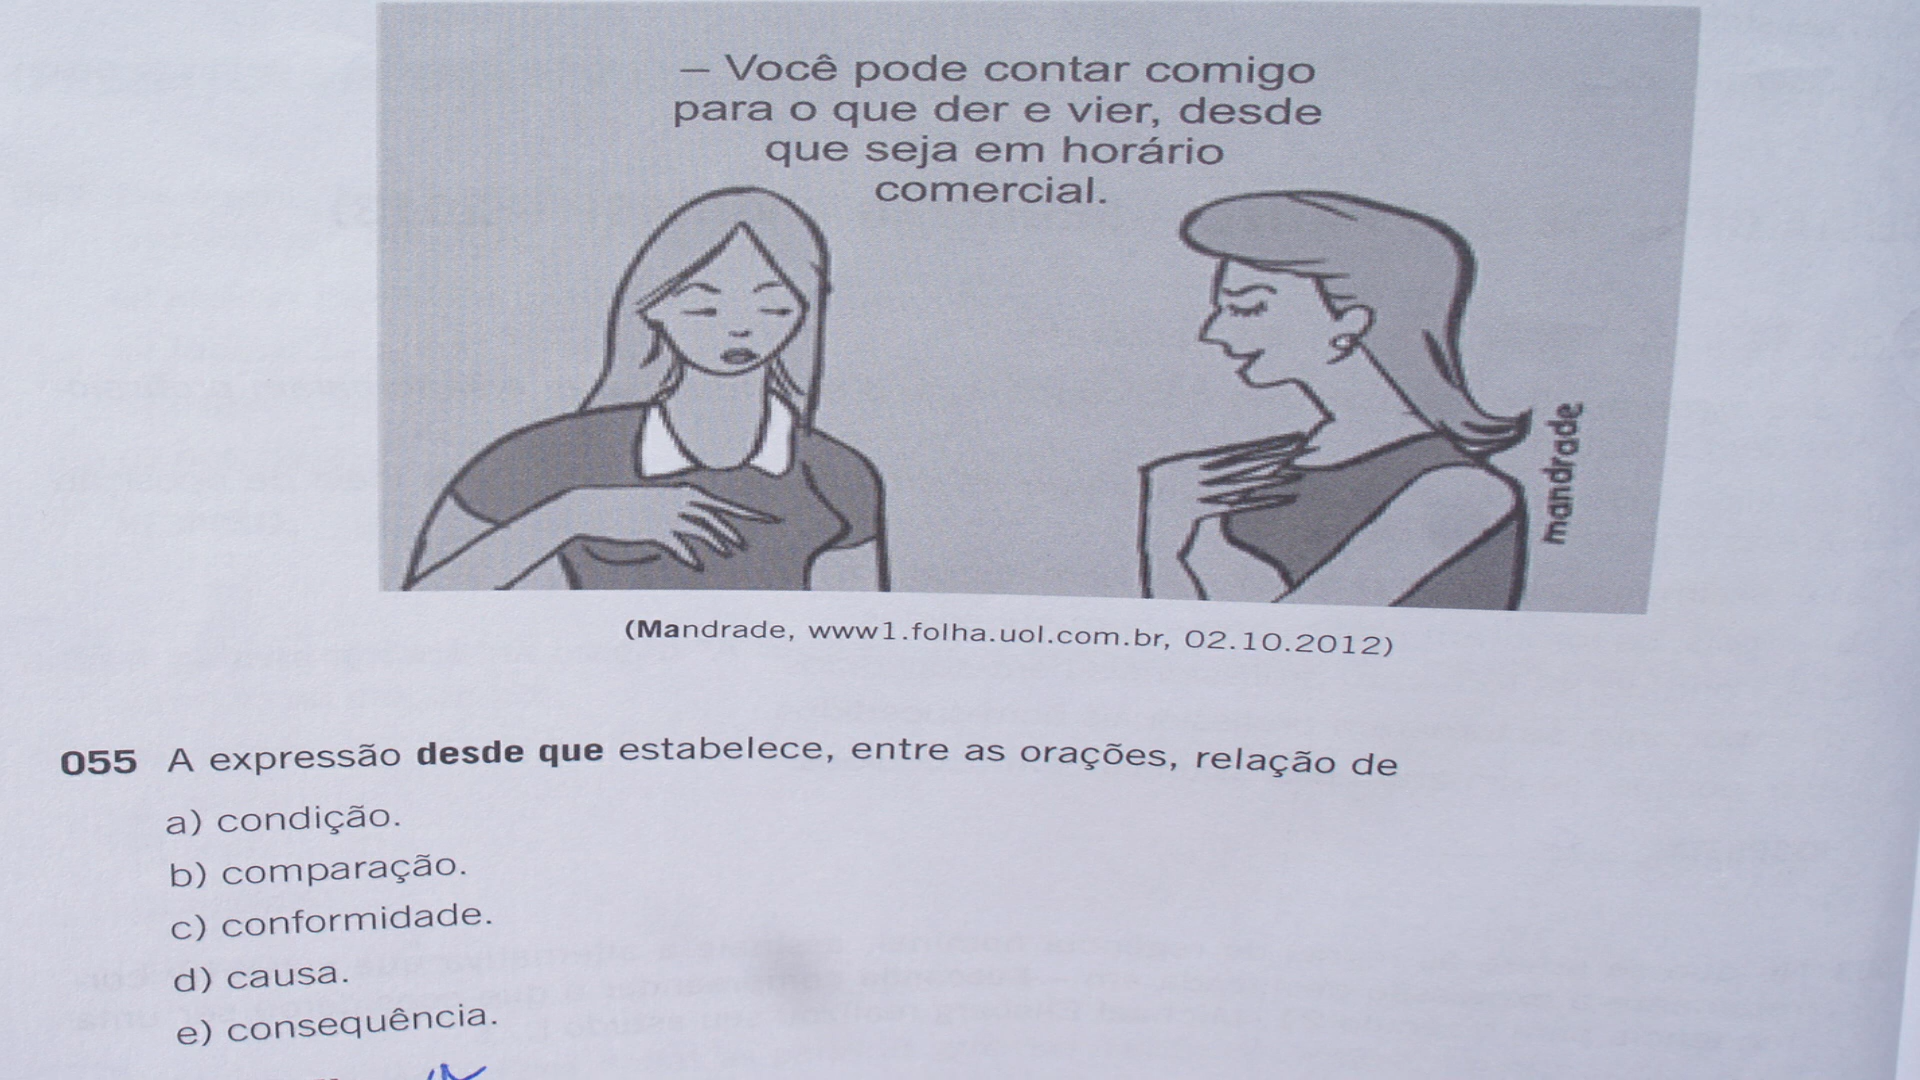 – Você pode contar comigo
para o que der e vier, desde
que seja em horário
comercial.
mandrade
(Mandrade, www1.folha.uol.com.br, 02.10.2012)
055 A expressão desde que estabelece, entre as orações, relação de
a) condição.
b) comparação.
c) conformidade.
d) causa.
e) consequência.